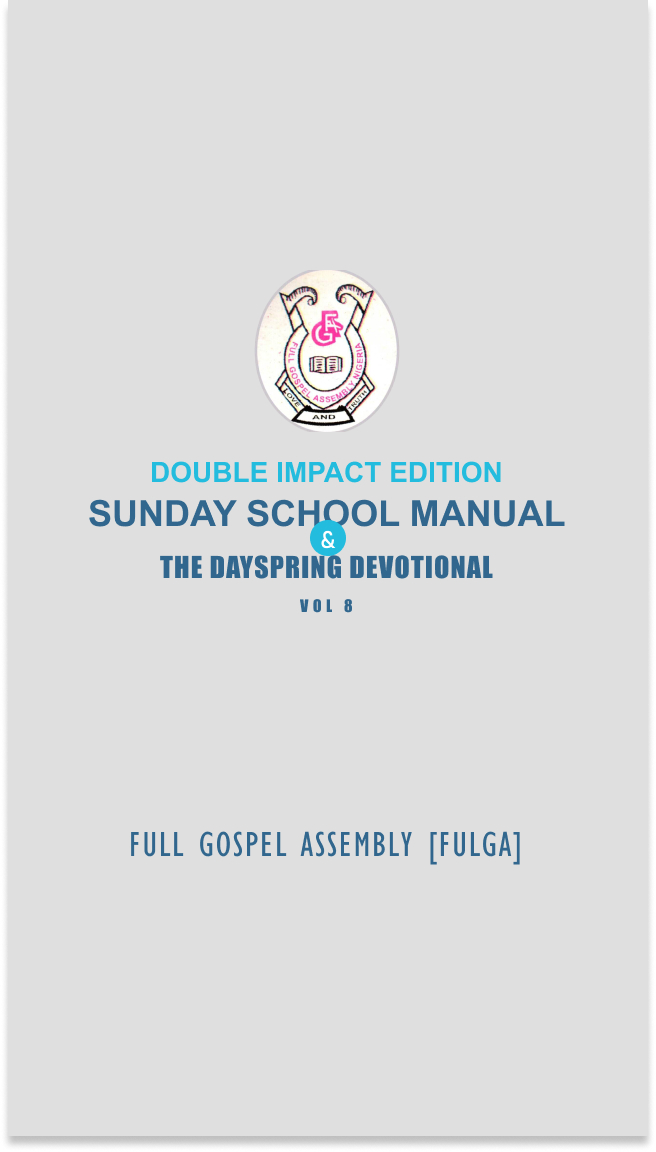 FGA
FULL GOSPEL ASSEMBLY NIGERIA
LOVE AND TRUTH
DOUBLE IMPACT EDITION
SUNDAY SCHOOL MANUAL
&
THE DAYSPRING DEVOTIONAL
VOL 8
FULL GOSPEL ASSEMBLY [FULGA]